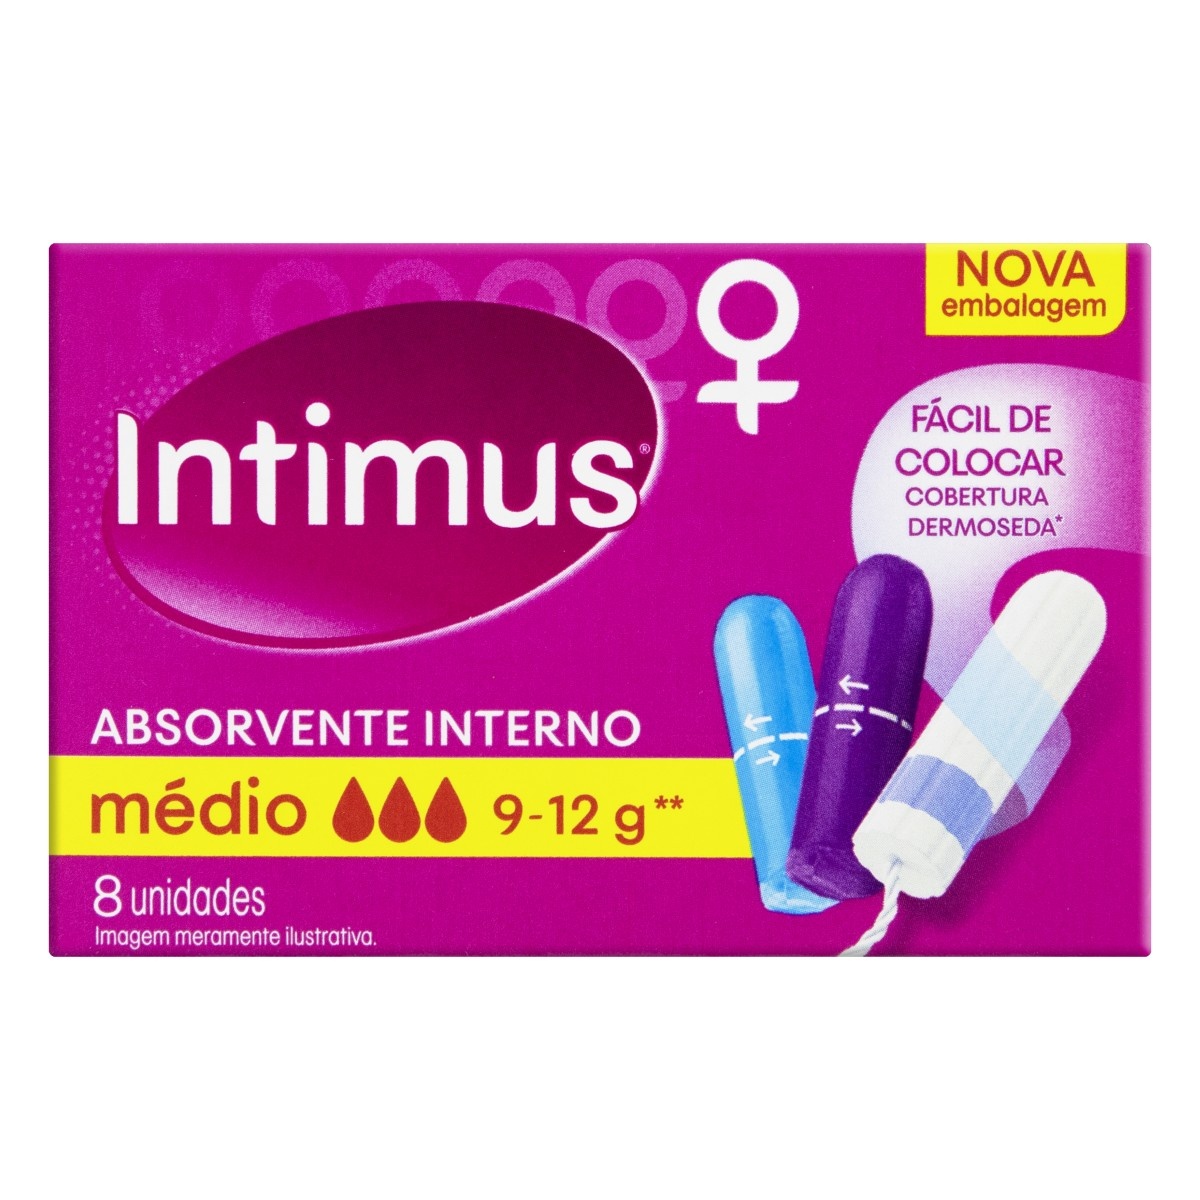 NOVA
embalagem
Intimus®
FÁCIL DE
COLOCAR
COBERTURA
DERMOSEDA*
ABSORVENTE INTERNO
médio 9-12 g**
8 unidades
Imagem meramente ilustrativa.